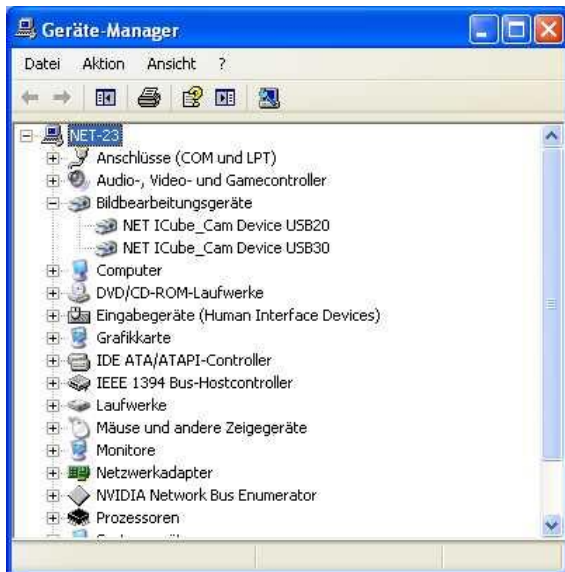 Geräte-Manager
Datei Aktion Ansicht ?
NET-23
Anschlüsse (COM und LPT)
Audio-, Video- und Gamecontroller
Bildbearbeitungsgeräte
NET ICube_Cam Device USB20
NET ICube_Cam Device USB30
Computer
DVD/CD-ROM-Laufwerke
Eingabegeräte (Human Interface Devices)
Grafikkarte
IDE ATA/ATAPI-Controller
IEEE 1394 Bus-Hostcontroller
Laufwerke
Mäuse und andere Zeigegeräte
Monitore
Netzwerkadapter
NVIDIA Network Bus Enumerator
Prozessoren